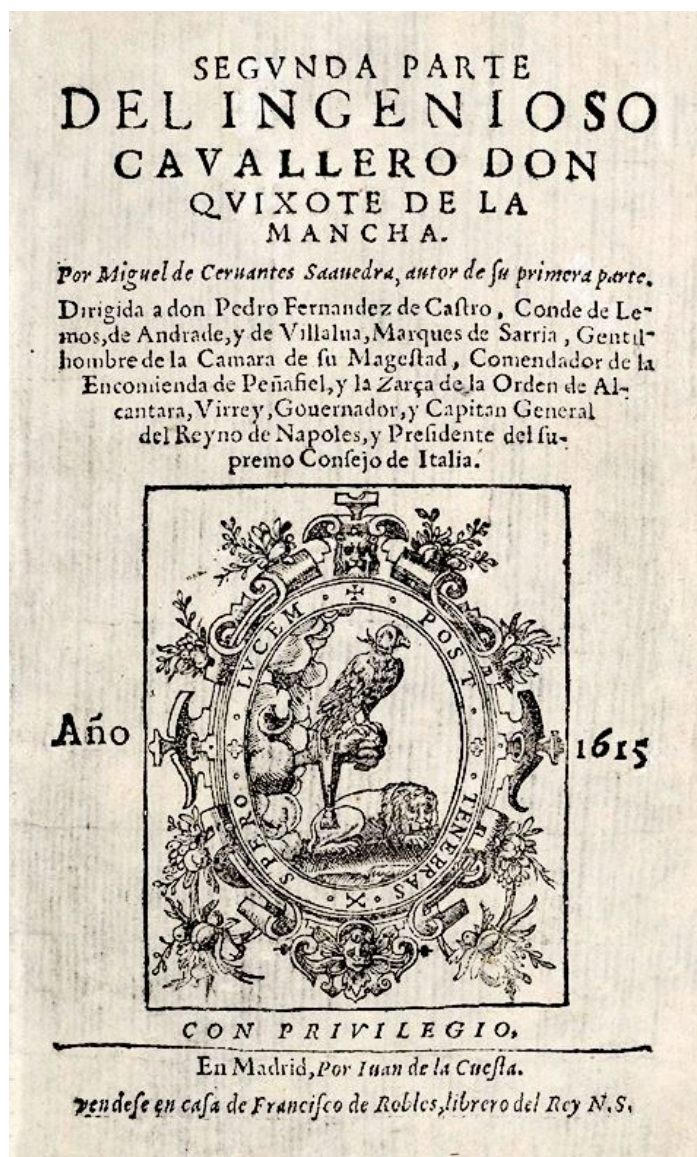 SEGVNDA PARTE
DEL INGENIOSO
CAVALLERO DON
QVIXOTE DE LA
MANCHA.
Por Miguel de Ceruantes Saauedra, autor de ſu primera parte.
Dirigida a don Pedro Fernandez de Caſtro, Conde de Le-
mos, de Andrade, y de Villalua, Marques de Sarria, Gentil-
hombre de la Camara de ſu Mageſtad, Comendador de la
Encomienda de Peñafiel, y la Zarça de la Orden de Al-
cantara, Virrey, Gouernador, y Capitan General
del Reyno de Napoles, y Preſidente del ſu-
premo Conſejo de Italia.
POST TENEBRAS SPERO LVCEM
Año 1615
CON PRIVILEGIO,
En Madrid, Por Iuan de la Cueſta.
vendeſe en caſa de Franciſco de Robles, librero del Rey N.S.